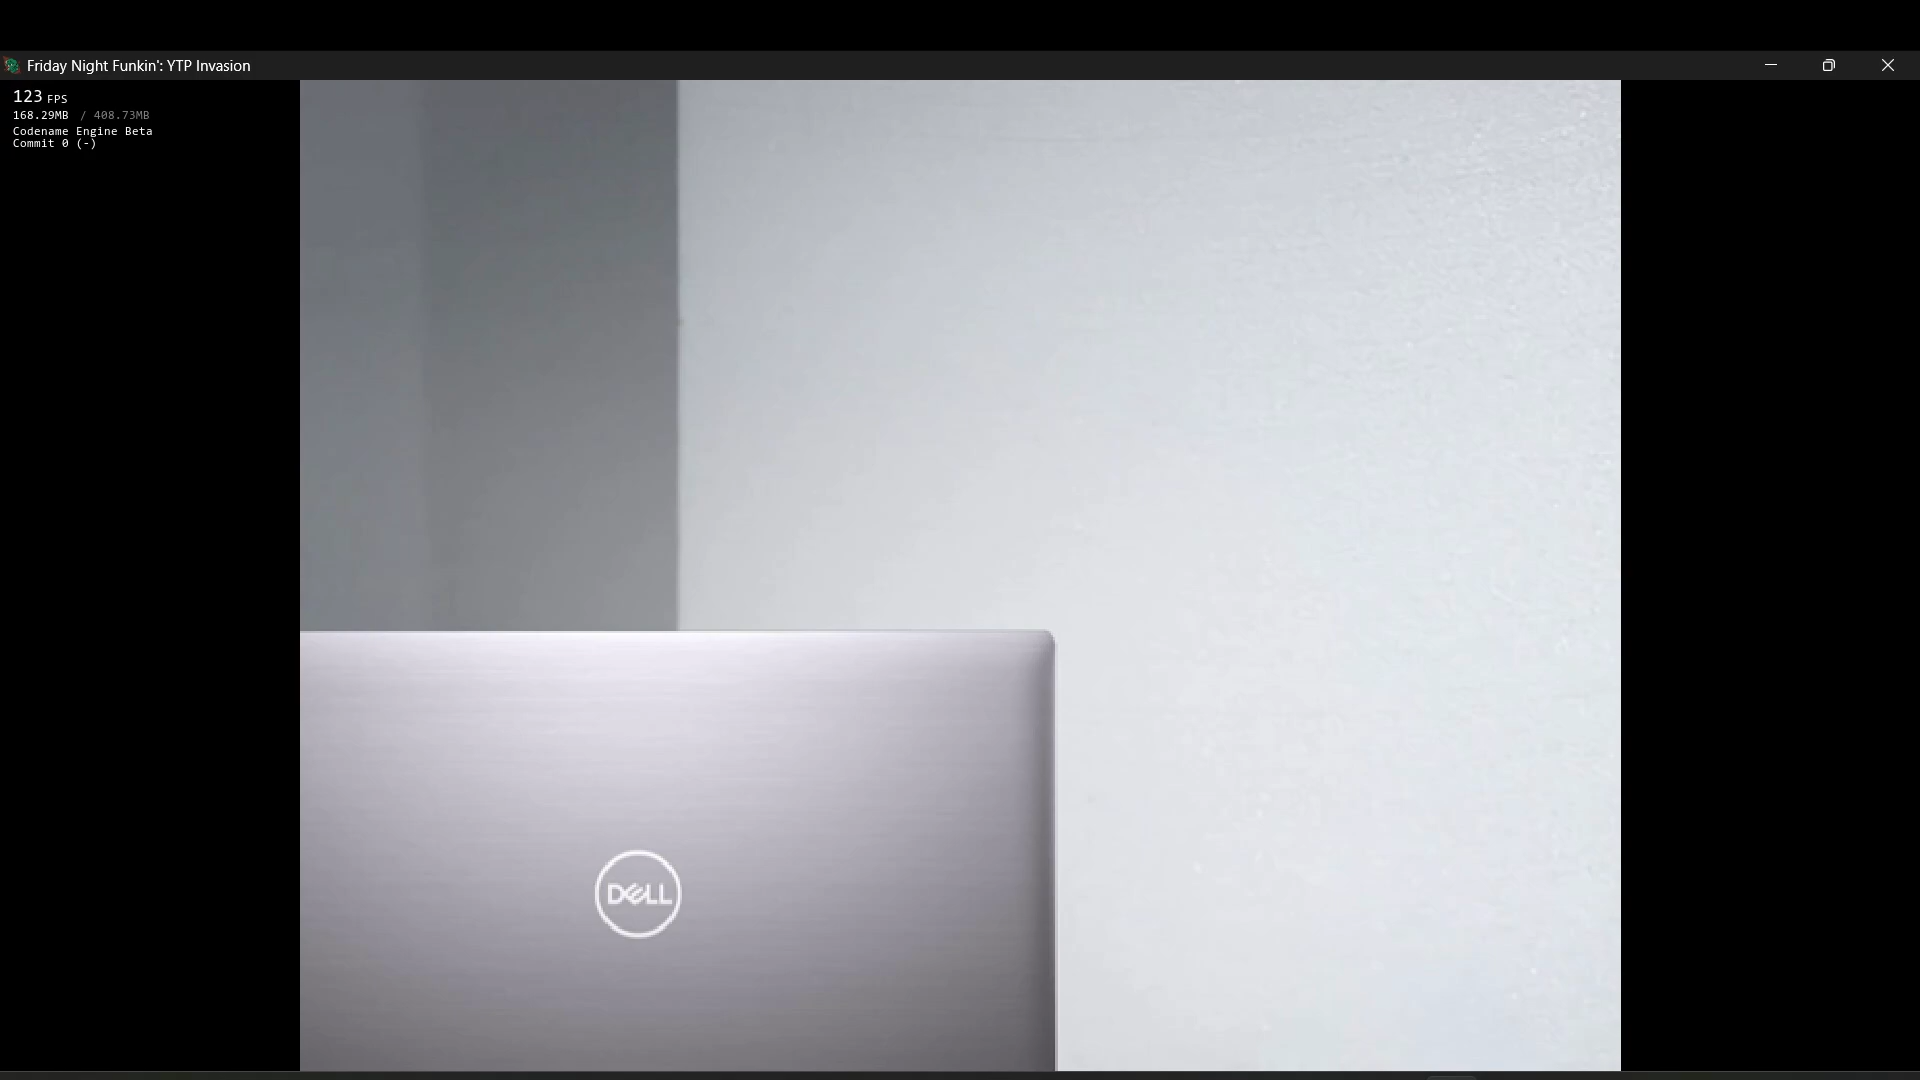 Friday Night Funkin': YTP Invasion
123 FPS
168.29MB / 408.73MB
Codename Engine Beta
Commit 0 (-)
DELL